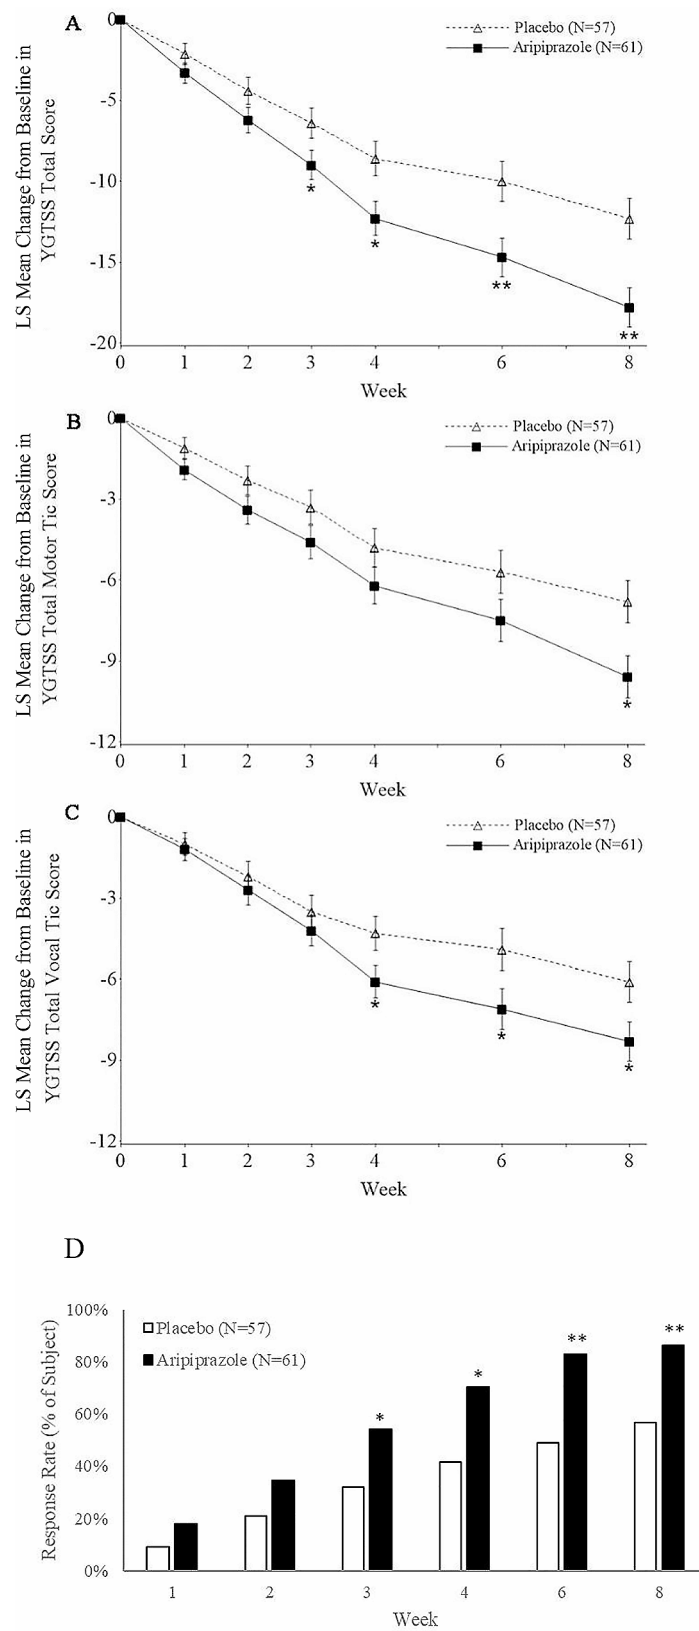 A
Placebo (N=57)
Aripiprazole (N=61)
LS Mean Change from Baseline in
YGTSS Total Score
0
-5
-10
-15
-20
*
*
**
**
0 1 2 3 4 6 8
Week
B
Placebo (N=57)
Aripiprazole (N=61)
LS Mean Change from Baseline in
YGTSS Total Motor Tic Score
0
-3
-6
-9
-12
*
0 1 2 3 4 6 8
Week
C
Placebo (N=57)
Aripiprazole (N=61)
LS Mean Change from Baseline in
YGTSS Total Vocal Tic Score
0
-3
-6
-9
-12
*
*
*
0 1 2 3 4 6 8
Week
D
Placebo (N=57)
Aripiprazole (N=61)
Response Rate (% of Subject)
100%
80%
60%
40%
20%
0%
*
*
**
**
1 2 3 4 6 8
Week